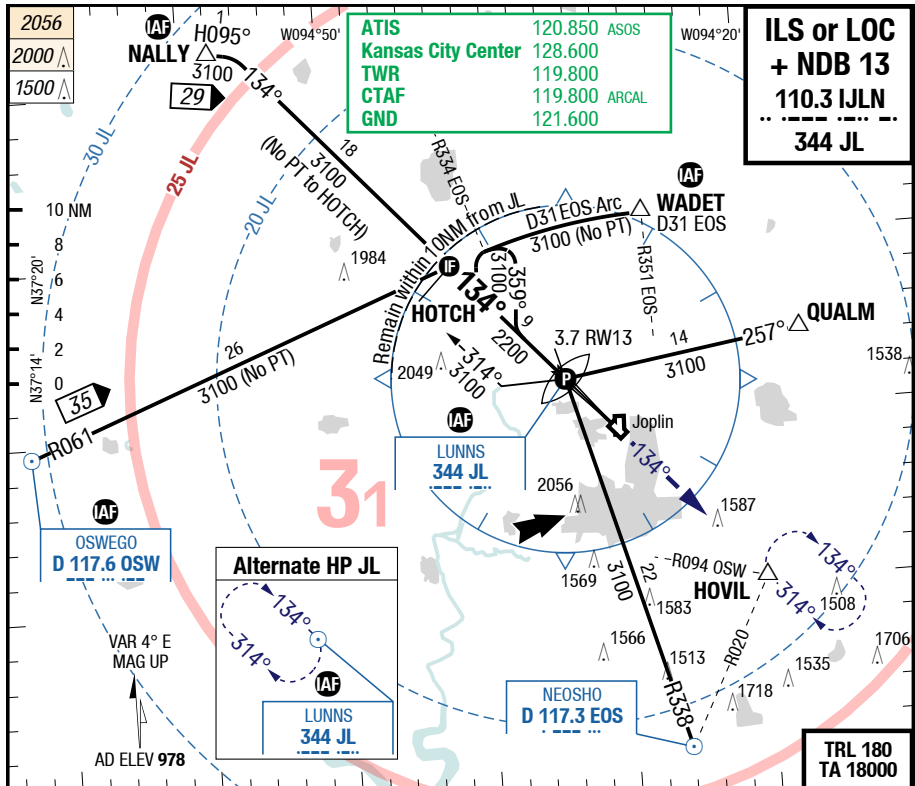 2056
2000
1500
IAF
NALLY
1
H095°
3100
134°
29
W094°50'
ATIS 120.850 ASOS
Kansas City Center 128.600
TWR 119.800
CTAF 119.800 ARCAL
GND 121.600
W094°20'
ILS or LOC
+ NDB 13
110.3 IJLN
344 JL
30 JL
25 JL
20 JL
18
3100
(No PT to HOTCH)
R334 EOS
IAF
WADET
D31 EOS
D31 EOS Arc
3100 (No PT)
R351 EOS
Remain within 10NM from JL
10 NM
8
6
4
2
0
N37°20'
N37°14'
1984
IF
HOTCH
134°
3100
359°
9
2200
314°
3100
2049
3.7 RW13
P
14
3100
257°
QUALM
1538
26
3100 (No PT)
35
R061
IAF
LUNNS
344 JL
Joplin
134°
31
2056
1587
IAF
OSWEGO
D 117.6 OSW
1569
3100
22
1583
R094 OSW
HOVIL
134°
314°
1508
Alternate HP JL
134°
314°
IAF
LUNNS
344 JL
1566
1513
R020
1706
1535
1718
R338
NEOSHO
D 117.3 EOS
VAR 4° E
MAG UP
AD ELEV 978
TRL 180
TA 18000